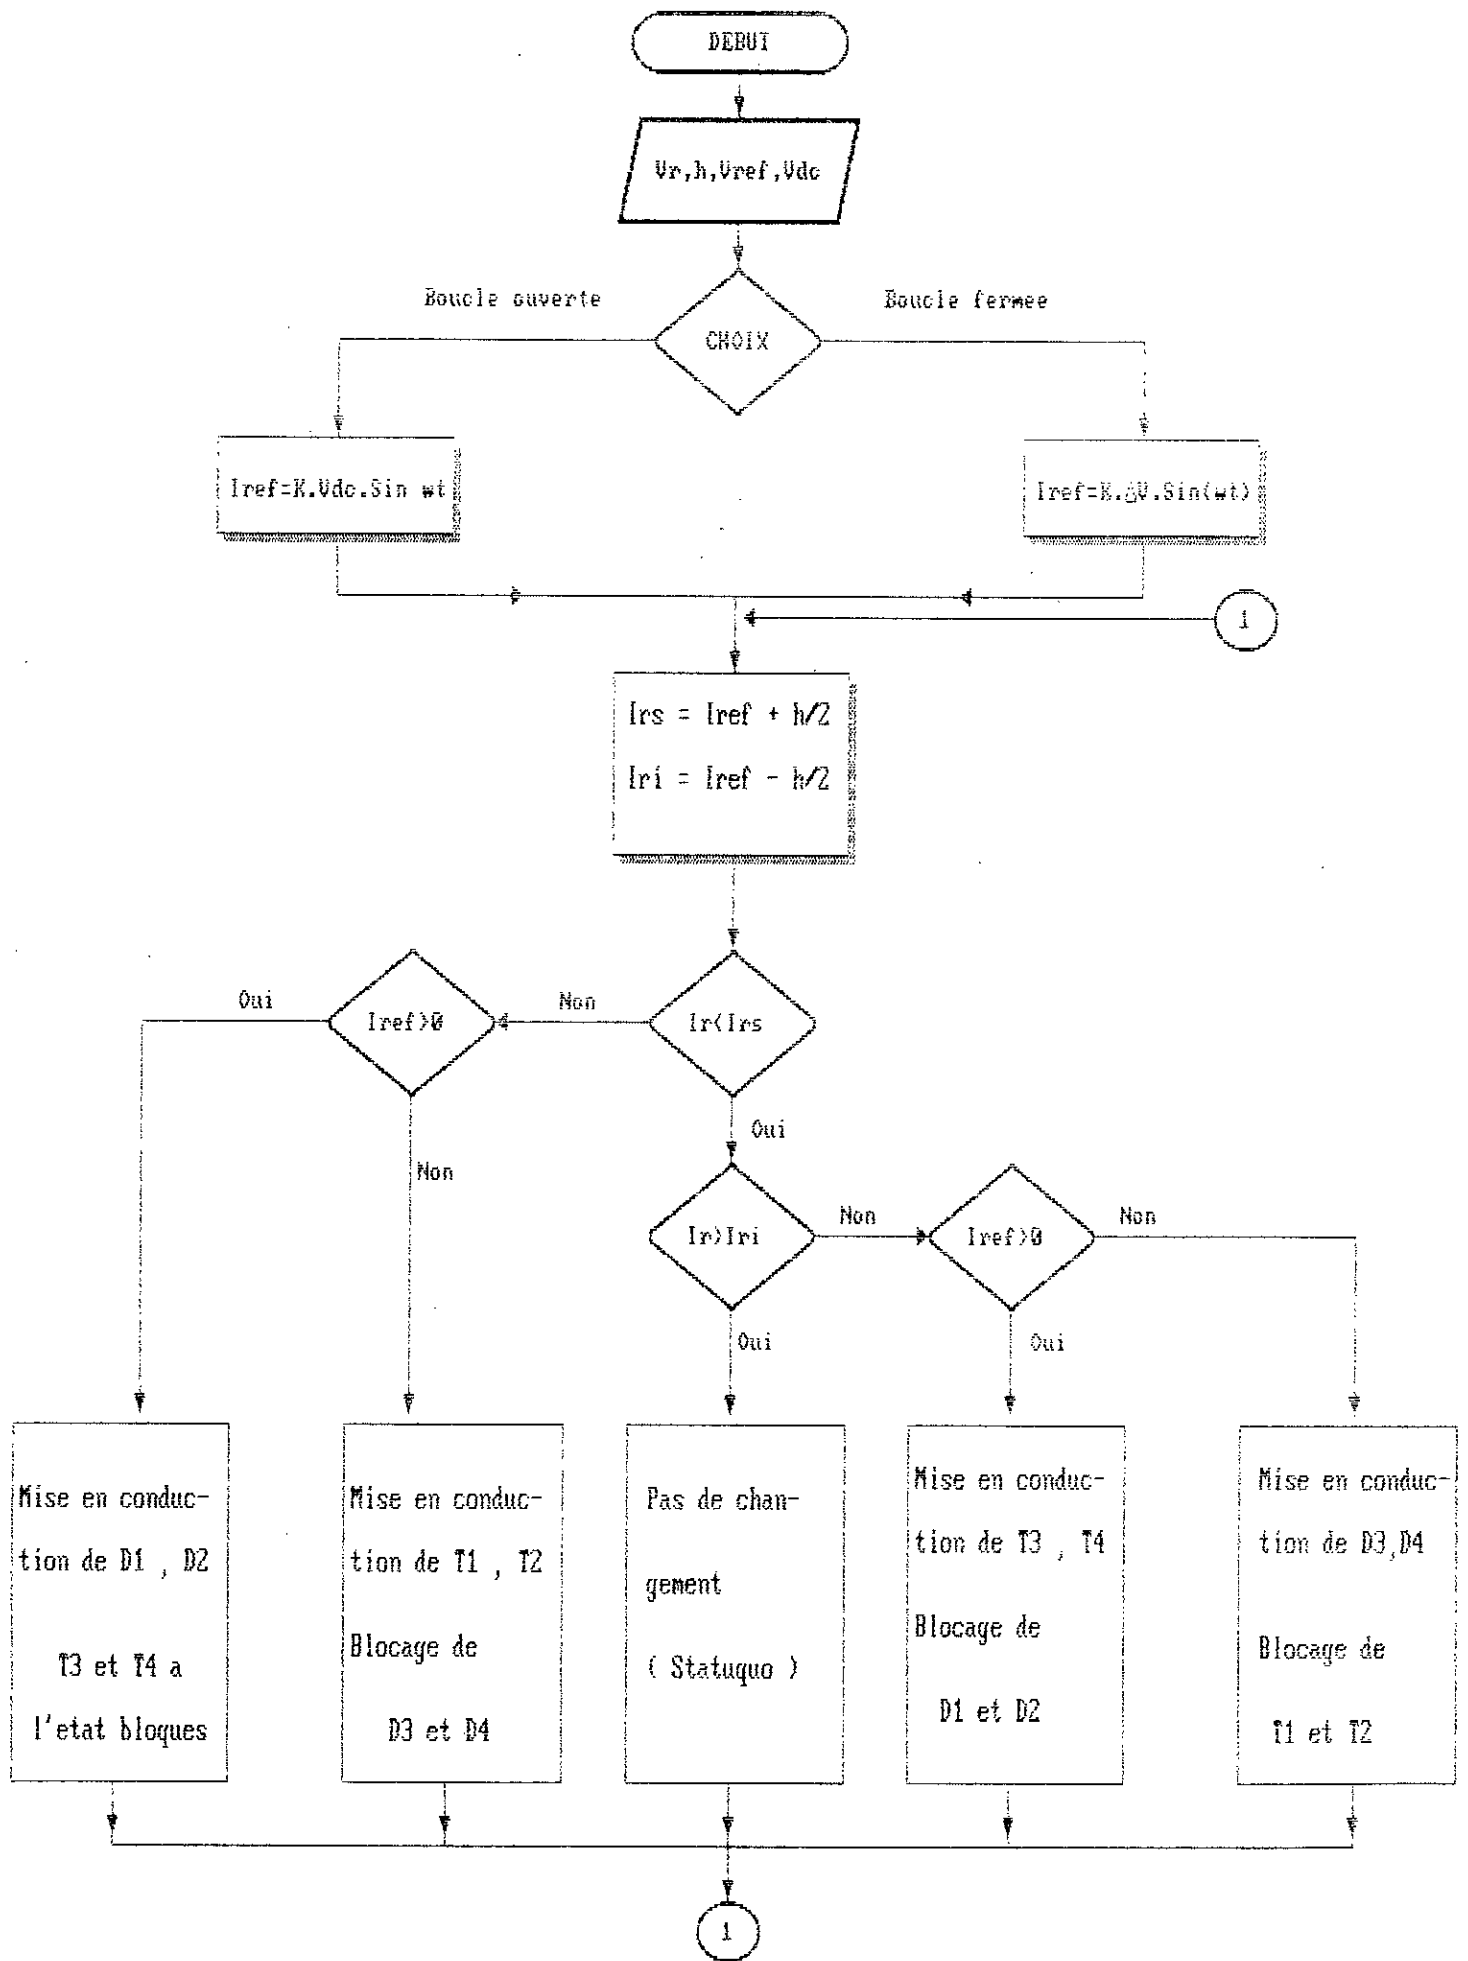 DEBUT
Vr,h,Vref,Vdc
Boucle ouverte
Boucle fermee
CHOIX
Iref=K.Vdc.Sin wt
Iref=K.△V.Sin(wt)
1
Irs = Iref + h/2
Iri = Iref - h/2
Oui
Iref>0
Non
Ir<Irs
Oui
Non
Ir>Iri
Non
Iref>0
Non
Oui
Oui
Mise en conduc-
tion de D1 , D2
T3 et T4 a
l'etat bloques
Mise en conduc-
tion de T1 , T2
Blocage de
D3 et D4
Pas de chan-
gement
( Statuquo )
Mise en conduc-
tion de T3 , T4
Blocage de
D1 et D2
Mise en conduc-
tion de D3,D4
Blocage de
T1 et T2
1